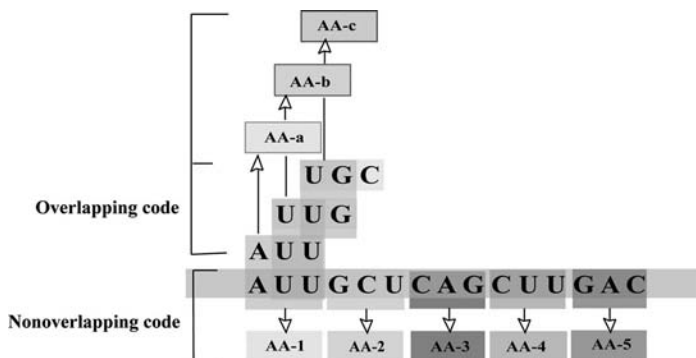 AA-c
AA-b
AA-a
U G C
Overlapping code
U U G
A U U
A U U G C U C A G C U U G A C
Nonoverlapping code
AA-1 AA-2 AA-3 AA-4 AA-5